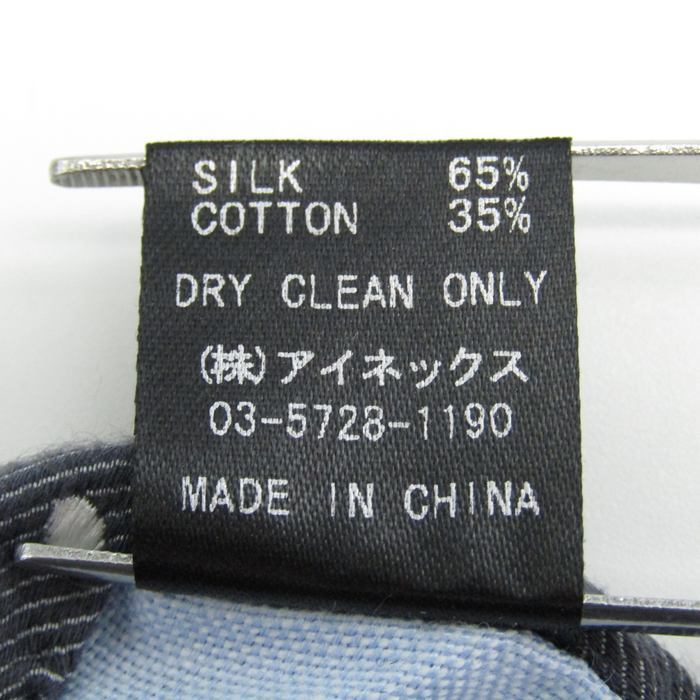 SILK 65%
COTTON 35%
DRY CLEAN ONLY
(株)アイネックス
03-5728-1190
MADE IN CHINA